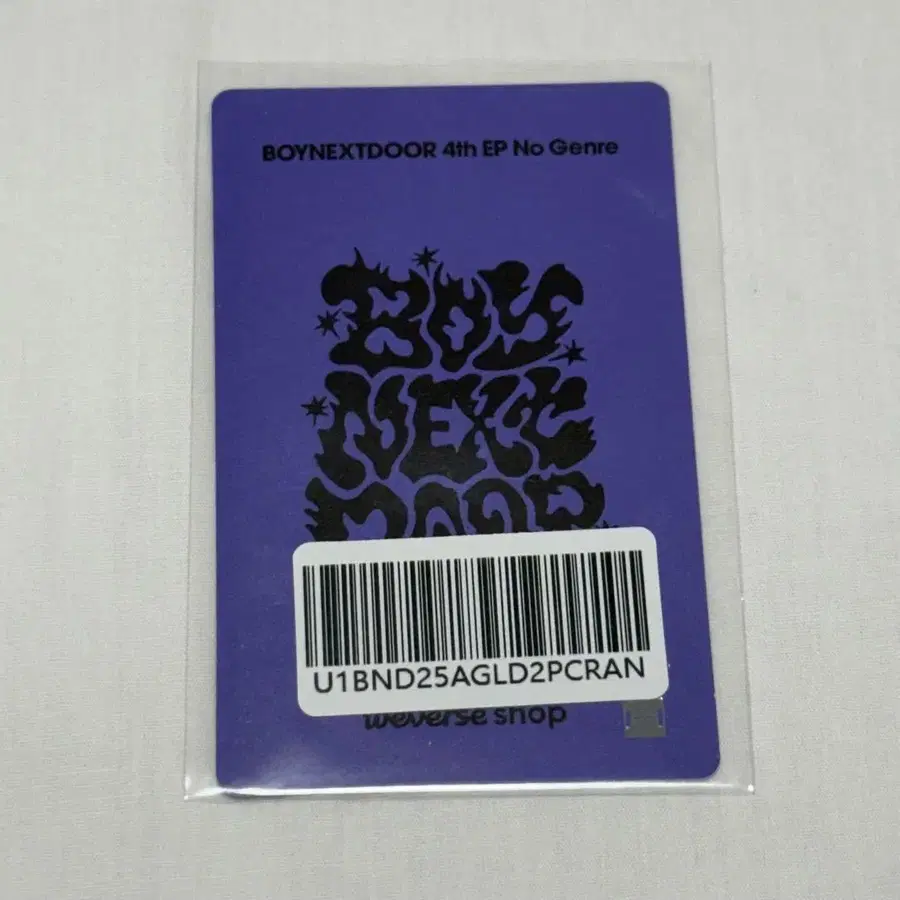 BOYNEXTDOOR 4th EP No Genre
BOY
NEXT
DOOR
U1BND25AGLD2PCRAN
weverse shop